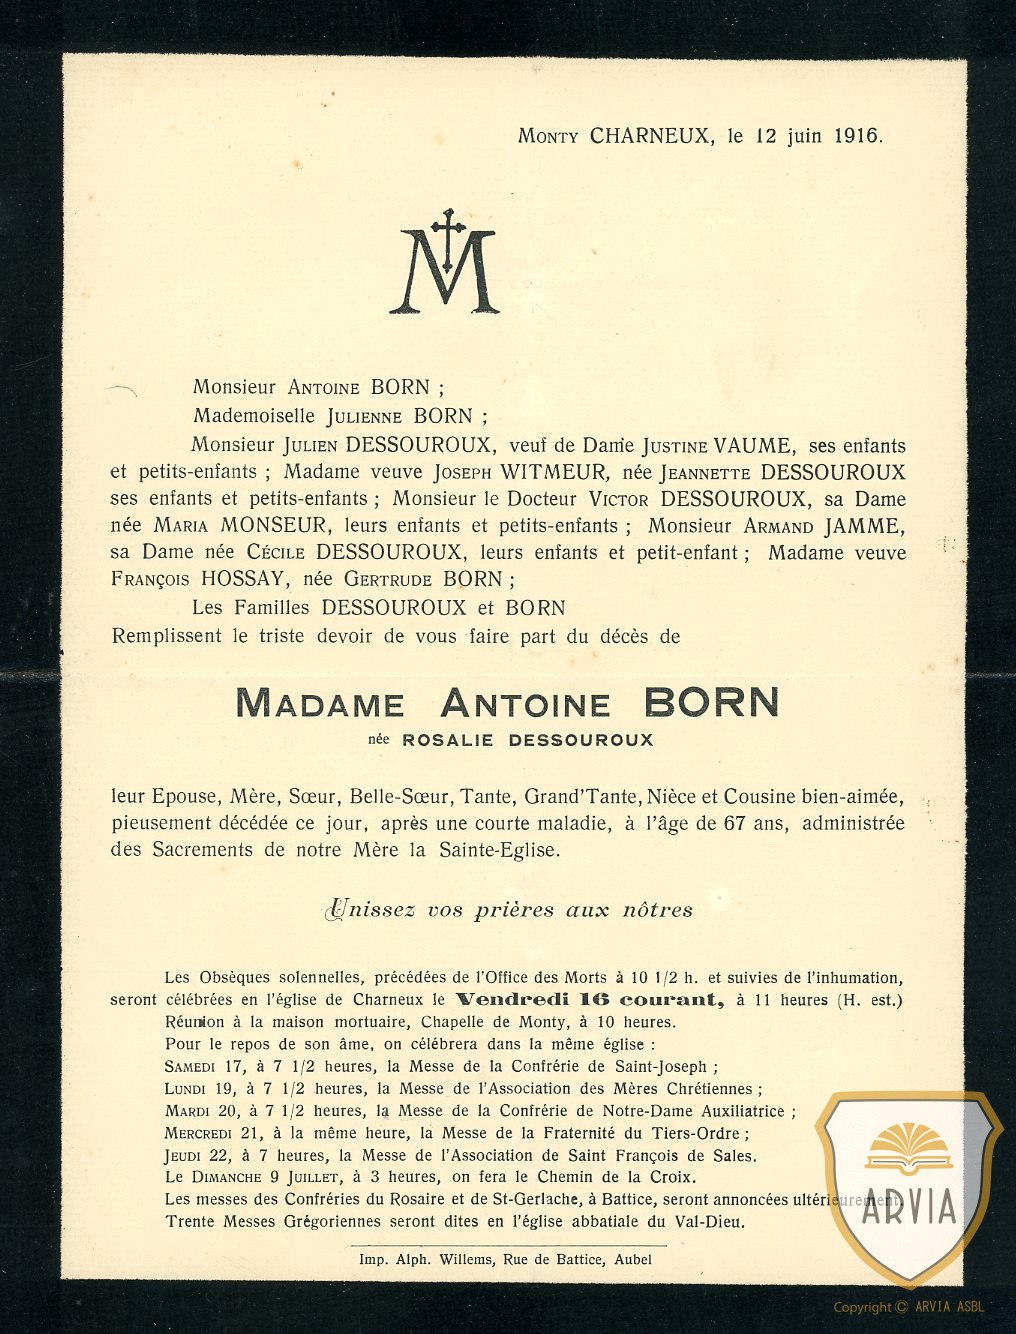 Monty CHARNEUX, le 12 juin 1916.
M
Monsieur Antoine BORN ;
Mademoiselle Julienne BORN ;
Monsieur Julien DESSOUROUX, veuf de Dame Justine VAUME, ses enfants
et petits-enfants ; Madame veuve Joseph WITMEUR, née Jeannette DESSOUROUX
ses enfants et petits-enfants ; Monsieur le Docteur Victor DESSOUROUX, sa Dame
née Maria MONSEUR, leurs enfants et petits-enfants ; Monsieur Armand JAMME,
sa Dame née Cécile DESSOUROUX, leurs enfants et petit-enfant ; Madame veuve
François HOSSAY, née Gertrude BORN ;
Les Familles DESSOUROUX et BORN
Remplissent le triste devoir de vous faire part du décès de
Madame Antoine BORN
née ROSALIE DESSOUROUX
leur Epouse, Mère, Sœur, Belle-Sœur, Tante, Grand'Tante, Nièce et Cousine bien-aimée,
pieusement décédée ce jour, après une courte maladie, à l'âge de 67 ans, administrée
des Sacrements de notre Mère la Sainte-Eglise.
Unissez vos prières aux nôtres
Les Obsèques solennelles, précédées de l'Office des Morts à 10 1/2 h. et suivies de l'inhumation,
seront célébrées en l'église de Charneux le Vendredi 16 courant, à 11 heures (H. est.)
Réunion à la maison mortuaire, Chapelle de Monty, à 10 heures.
Pour le repos de son âme, on célébrera dans la même église :
Samedi 17, à 7 1/2 heures, la Messe de la Confrérie de Saint-Joseph ;
Lundi 19, à 7 1/2 heures, la Messe de l'Association des Mères Chrétiennes ;
Mardi 20, à 7 1/2 heures, la Messe de la Confrérie de Notre-Dame Auxiliatrice ;
Mercredi 21, à la même heure, la Messe de la Fraternité du Tiers-Ordre ;
Jeudi 22, à 7 heures, la Messe de l'Association de Saint François de Sales.
Le Dimanche 9 Juillet, à 3 heures, on fera le Chemin de la Croix.
Les messes des Confréries du Rosaire et de St-Gerlache, à Battice, seront annoncées ultérieurement.
Trente Messes Grégoriennes seront dites en l'église abbatiale du Val-Dieu.
Imp. Alph. Willems, Rue de Battice, Aubel
ARVIA
Copyright © ARVIA ASBL